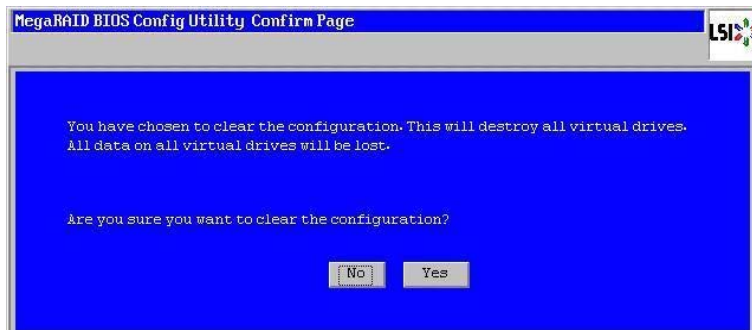 MegaRAID BIOS Config Utility Confirm Page
LSI
You have chosen to clear the configuration. This will destroy all virtual drives.
All data on all virtual drives will be lost.
Are you sure you want to clear the configuration?
No Yes